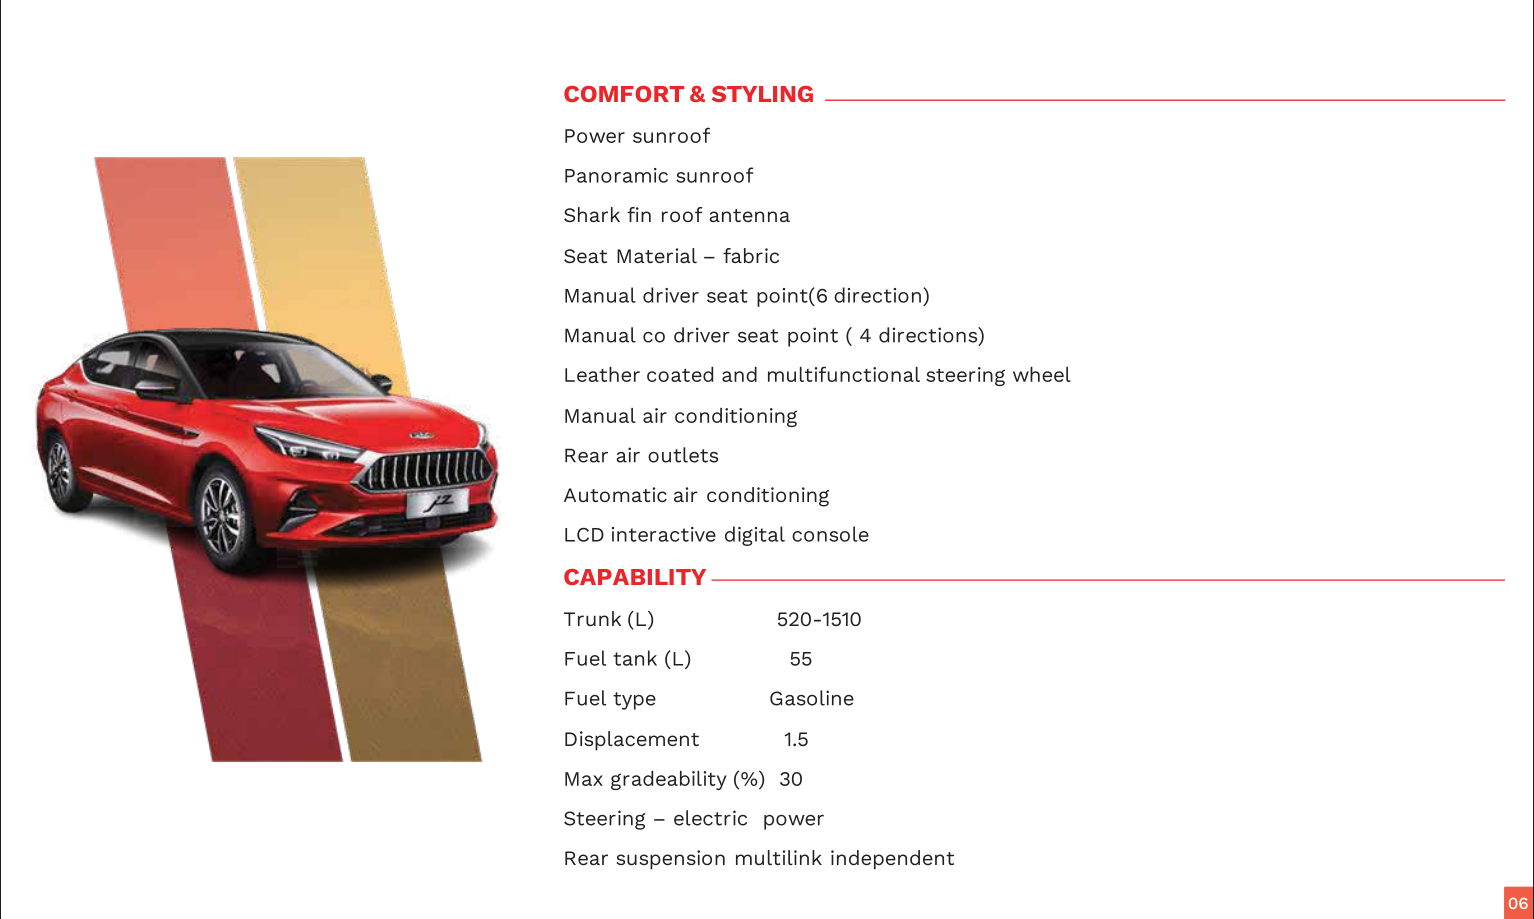 COMFORT & STYLING
Power sunroof
Panoramic sunroof
Shark fin roof antenna
Seat Material – fabric
Manual driver seat point(6 direction)
Manual co driver seat point ( 4 directions)
Leather coated and multifunctional steering wheel
Manual air conditioning
Rear air outlets
Automatic air conditioning
LCD interactive digital console
CAPABILITY
Trunk (L) 520-1510
Fuel tank (L) 55
Fuel type Gasoline
Displacement 1.5
Max gradeability (%) 30
Steering – electric power
Rear suspension multilink independent
06